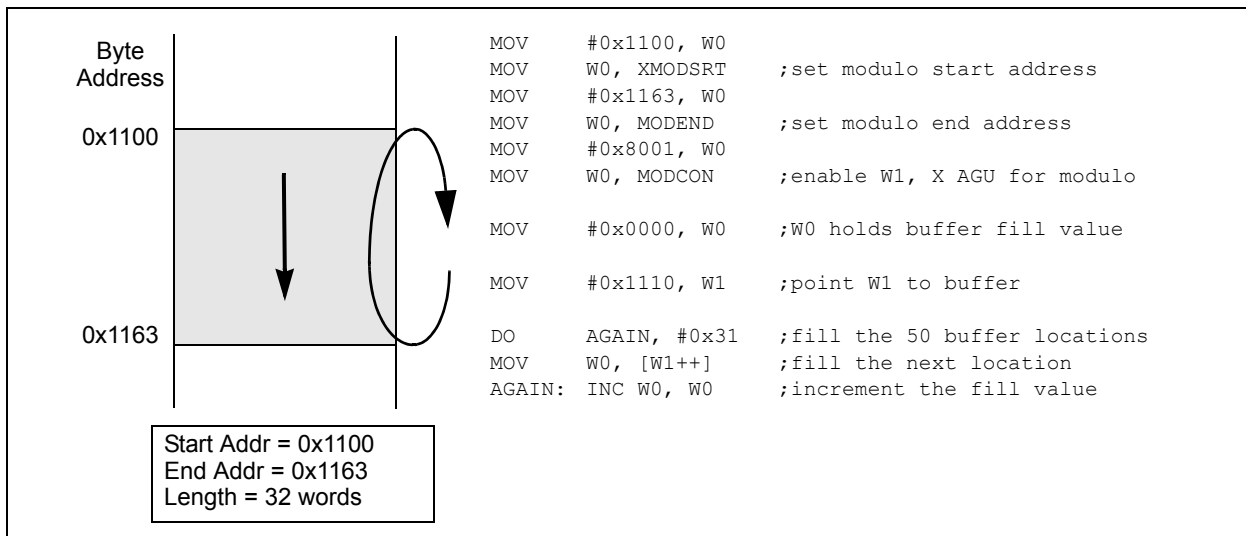 Byte
Address
0x1100
0x1163
Start Addr = 0x1100
End Addr = 0x1163
Length = 32 words
MOV #0x1100, W0
MOV W0, XMODSRT ;set modulo start address
MOV #0x1163, W0
MOV W0, MODEND ;set modulo end address
MOV #0x8001, W0
MOV W0, MODCON ;enable W1, X AGU for modulo
MOV #0x0000, W0 ;W0 holds buffer fill value
MOV #0x1110, W1 ;point W1 to buffer
DO AGAIN, #0x31 ;fill the 50 buffer locations
MOV W0, [W1++] ;fill the next location
AGAIN: INC W0, W0 ;increment the fill value